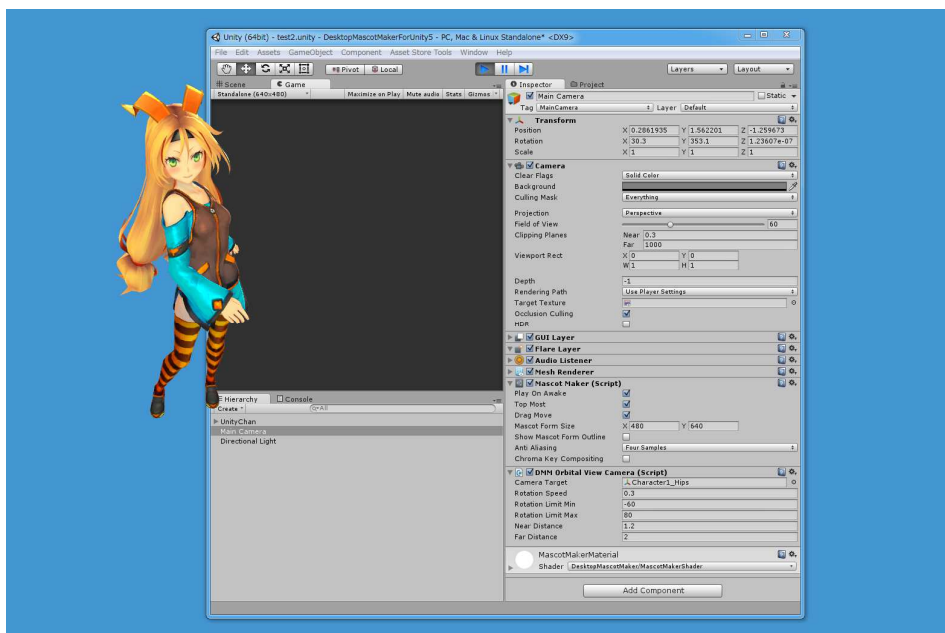 Unity (64bit) - test2.unity - DesktopMascotMakerForUnity5 - PC, Mac & Linux Standalone* <DX9>
File Edit Assets GameObject Component Asset Store Tools Window Help
Pivot Local Layers Layout
Scene Game
Standalone (640x480) Maximize on Play Mute audio Stats Gizmos
Inspector Project
Main Camera Static
Tag MainCamera Layer Default
Transform
Position X 0.2861935 Y 1.562201 Z -1.259673
Rotation X 30.3 Y 353.1 Z 1.23607e-07
Scale X 1 Y 1 Z 1
Camera
Clear Flags Solid Color
Background
Culling Mask Everything
Projection Perspective
Field of View 60
Clipping Planes Near 0.3
Far 1000
Viewport Rect X 0 Y 0
W 1 H 1
Depth -1
Rendering Path Use Player Settings
Target Texture
Occlusion Culling
HDR
GUI Layer
Flare Layer
Audio Listener
Mesh Renderer
Mascot Maker (Script)
Play On Awake
Top Most
Drag Move
Mascot Form Size X 480 Y 640
Show Mascot Form Outline
Anti Aliasing Four Samples
Chroma Key Compositing
DMM Orbital View Camera (Script)
Camera Target Character1_Hips
Rotation Speed 0.3
Rotation Limit Min -60
Rotation Limit Max 80
Near Distance 1.2
Far Distance 2
MascotMakerMaterial
Shader DesktopMascotMaker/MascotMakerShader
Add Component
Hierarchy Console
Create All
UnityChan
Main Camera
Directional Light